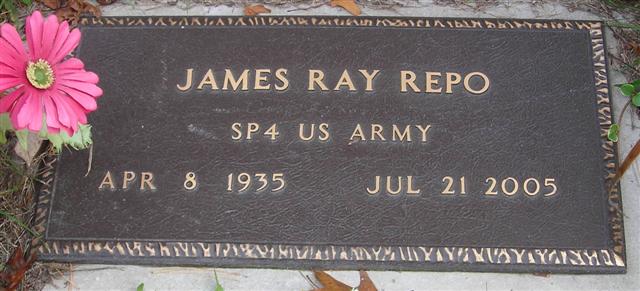 JAMES RAY REPO
SP4 US ARMY
APR 8 1935 JUL 21 2005